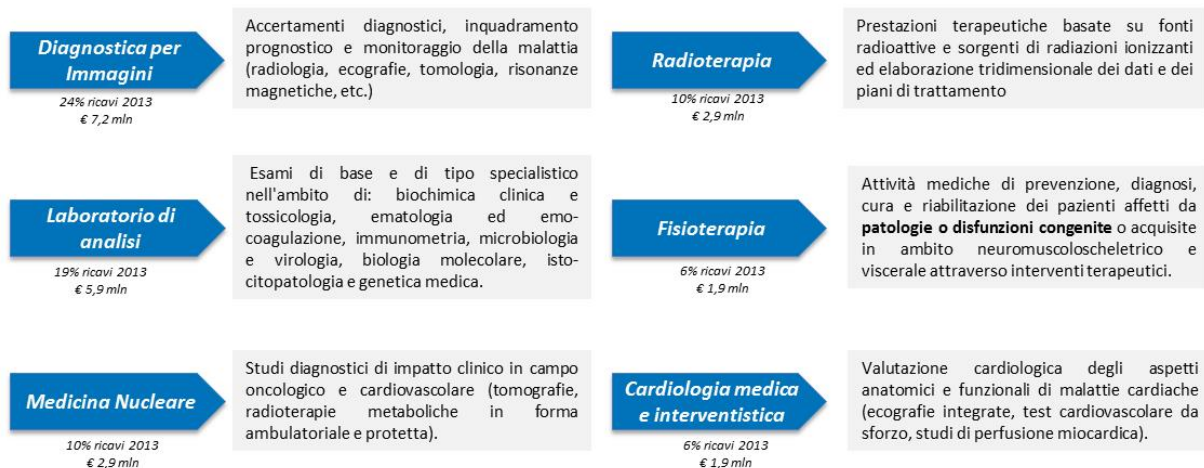 Diagnostica per
Immagini
24% ricavi 2013
€ 7,2 mln
Accertamenti diagnostici, inquadramento
prognostico e monitoraggio della malattia
(radiologia, ecografie, tomologia, risonanze
magnetiche, etc.)
Radioterapia
10% ricavi 2013
€ 2,9 mln
Prestazioni terapeutiche basate su fonti
radioattive e sorgenti di radiazioni ionizzanti
ed elaborazione tridimensionale dei dati e dei
piani di trattamento
Laboratorio di
analisi
19% ricavi 2013
€ 5,9 mln
Esami di base e di tipo specialistico
nell'ambito di: biochimica clinica e
tossicologia, ematologia ed emo-
coagulazione, immunometria, microbiologia
e virologia, biologia molecolare, isto-
citopatologia e genetica medica.
Fisioterapia
6% ricavi 2013
€ 1,9 mln
Attività mediche di prevenzione, diagnosi,
cura e riabilitazione dei pazienti affetti da
patologie o disfunzioni congenite o acquisite
in ambito neuromuscoloscheletrico e
viscerale attraverso interventi terapeutici.
Medicina Nucleare
10% ricavi 2013
€ 2,9 mln
Studi diagnostici di impatto clinico in campo
oncologico e cardiovascolare (tomografie,
radioterapie metaboliche in forma
ambulatoriale e protetta).
Cardiologia medica
e interventistica
6% ricavi 2013
€ 1,9 mln
Valutazione cardiologica degli aspetti
anatomici e funzionali di malattie cardiache
(ecografie integrate, test cardiovascolare da
sforzo, studi di perfusione miocardica).